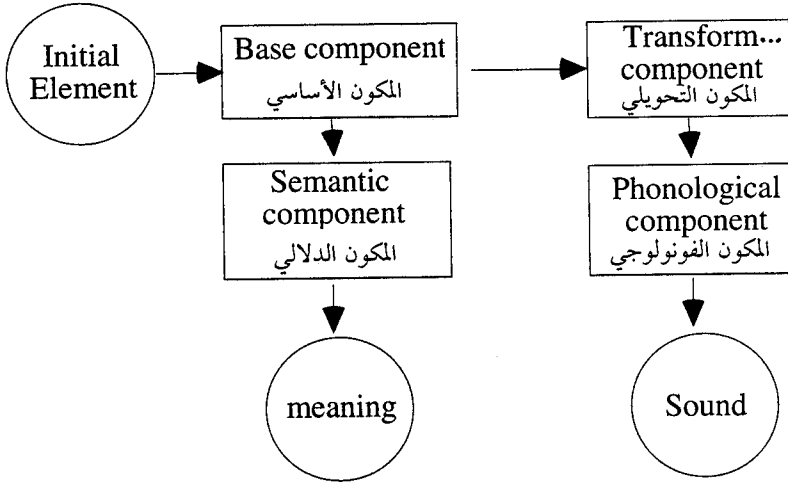 Initial
Element
Base component
المكون الأساسي
Transform...
component
المكون التحويلي
Semantic
component
المكون الدلالي
Phonological
component
المكون الفونولوجي
meaning
Sound